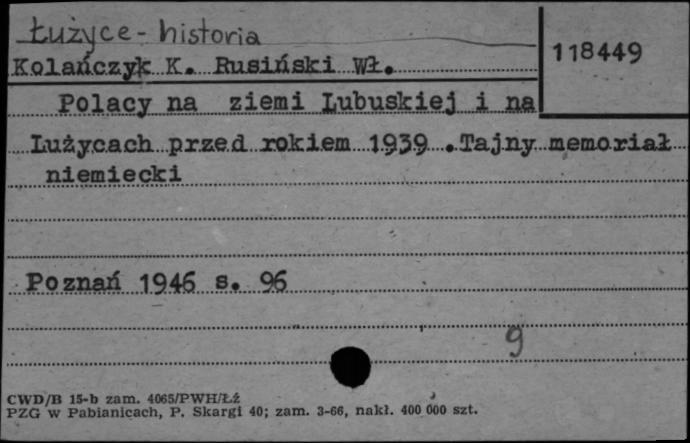 Łużyce - historia
118449
Kolańczyk K. Rusiński Wł.
Polacy na ziemi Lubuskiej i na
Łużycach przed rokiem 1939 .Tajny memoriał
niemiecki
Poznań 1946 s. 96
9
CWD/B 15-b zam. 4065/PWH/Łź
PZG w Pabianicach, P. Skargi 40; zam. 3-66, nakł. 400 000 szt.